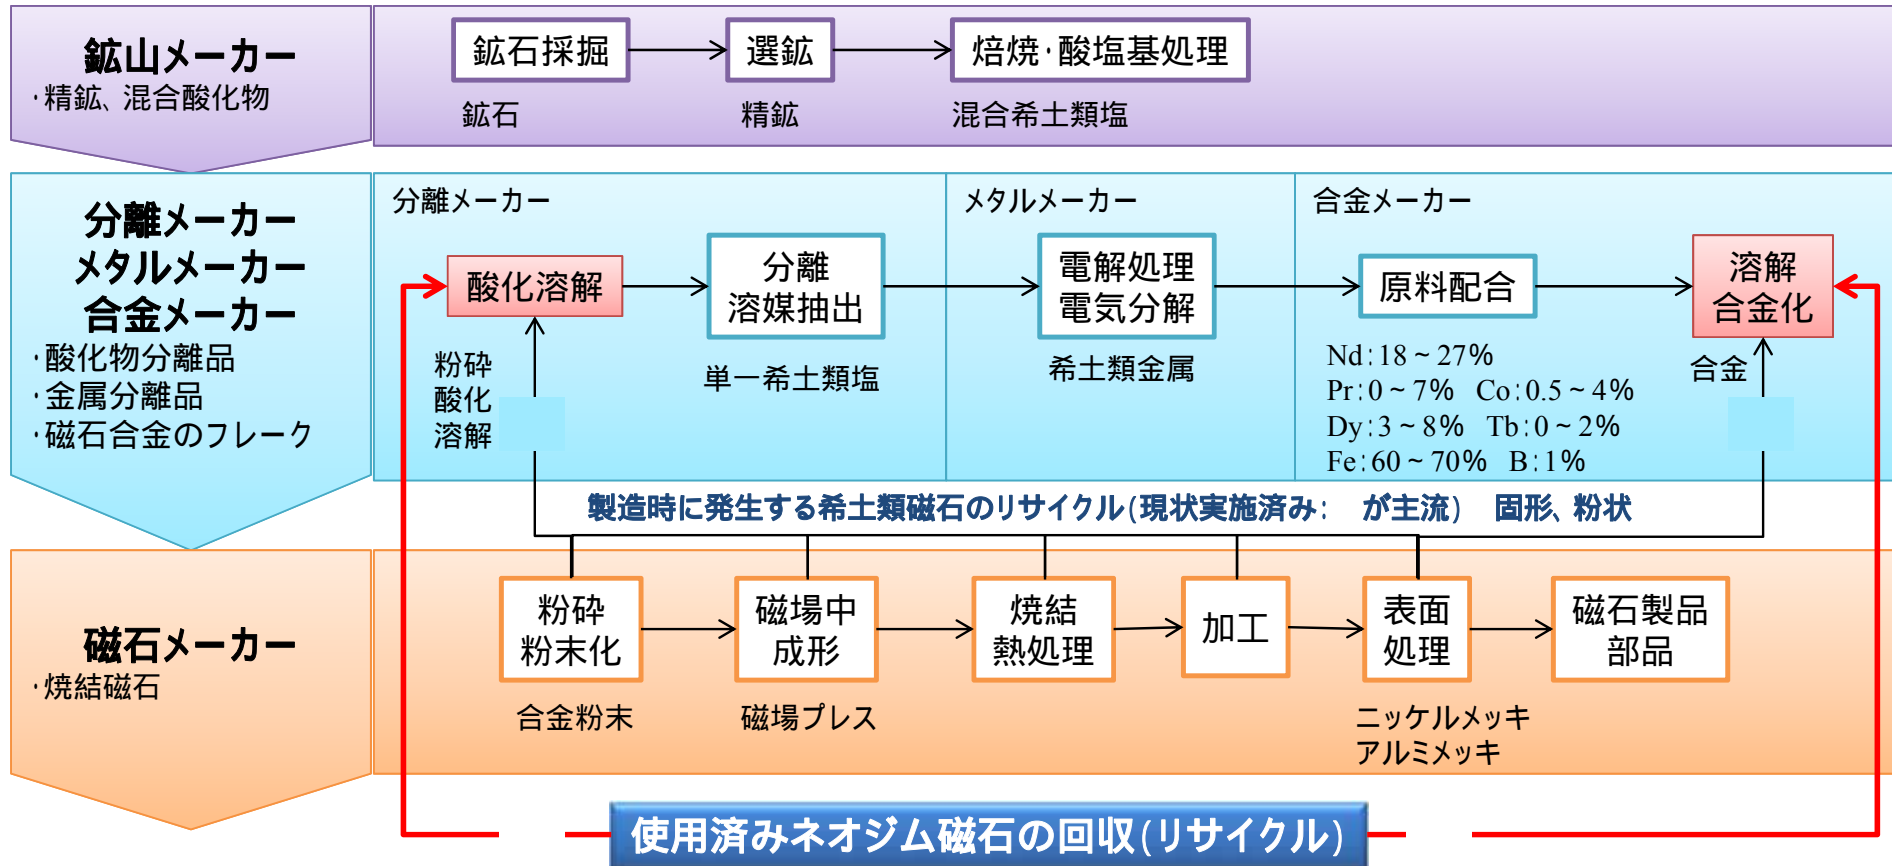 鉱山メーカー
・精鉱、混合酸化物
鉱石採掘
選鉱
焙焼・酸塩基処理
鉱石
精鉱
混合希土類塩
分離メーカー
メタルメーカー
合金メーカー
・酸化物分離品
・金属分離品
・磁石合金のフレーク
分離メーカー
酸化溶解
分離
溶媒抽出
粉砕
酸化
溶解
単一希土類塩
メタルメーカー
電解処理
電気分解
希土類金属
合金メーカー
原料配合
溶解
合金化
Nd:18～27%
Pr:0～7% Co:0.5～4%
Dy:3～8% Tb:0～2%
Fe:60～70% B:1%
合金
製造時に発生する希土類磁石のリサイクル(現状実施済み: が主流) 固形、粉状
磁石メーカー
・焼結磁石
粉砕
粉末化
磁場中
成形
焼結
熱処理
加工
表面
処理
磁石製品
部品
合金粉末
磁場プレス
ニッケルメッキ
アルミメッキ
使用済みネオジム磁石の回収(リサイクル)